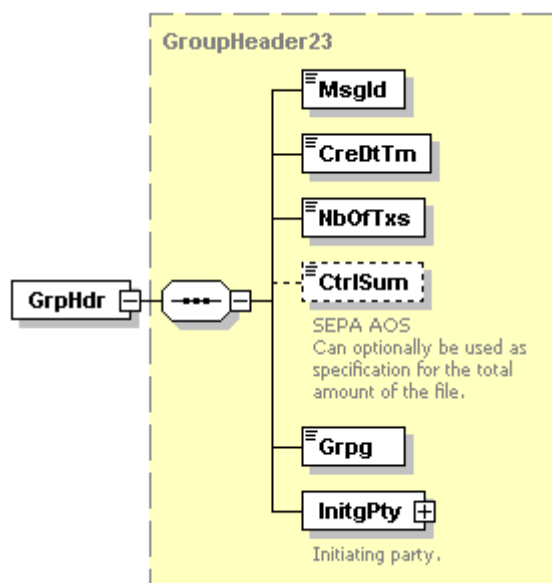 GroupHeader23
MsgId
CreDtTm
NbOfTxs
GrpHdr
CtrlSum
SEPA AOS
Can optionally be used as
specification for the total
amount of the file.
Grpg
InitgPty
Initiating party.